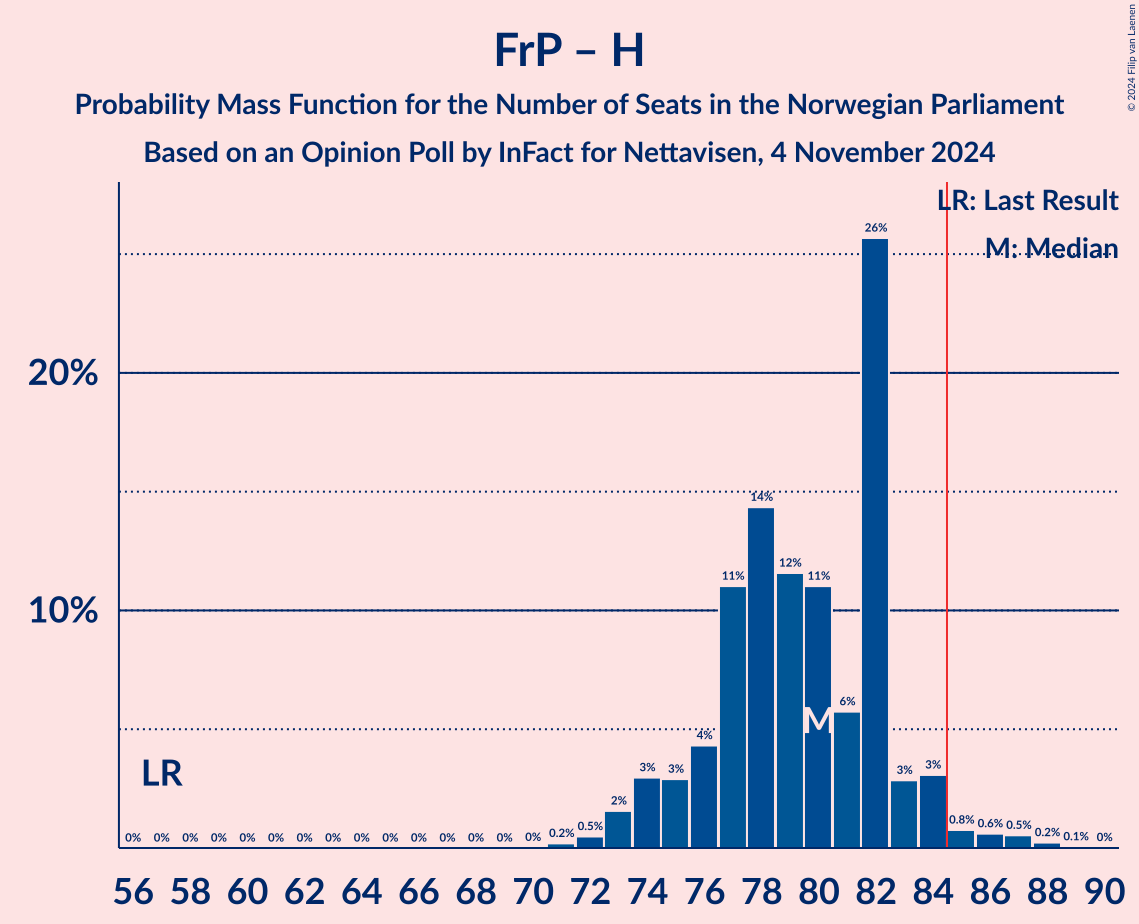 FrP – H
Probability Mass Function for the Number of Seats in the Norwegian Parliament
Based on an Opinion Poll by InFact for Nettavisen, 4 November 2024
© 2024 Filip van Laenen
LR: Last Result
M: Median
20%
10%
26%
14%
11% 12% 11%
6%
4%
3% 3% 3% 3%
2%
LR
M
0% 0% 0% 0% 0% 0% 0% 0% 0% 0% 0% 0% 0% 0% 0% 0.2% 0.5% 0.8% 0.6% 0.5% 0.2% 0.1% 0%
56 58 60 62 64 66 68 70 72 74 76 78 80 82 84 86 88 90